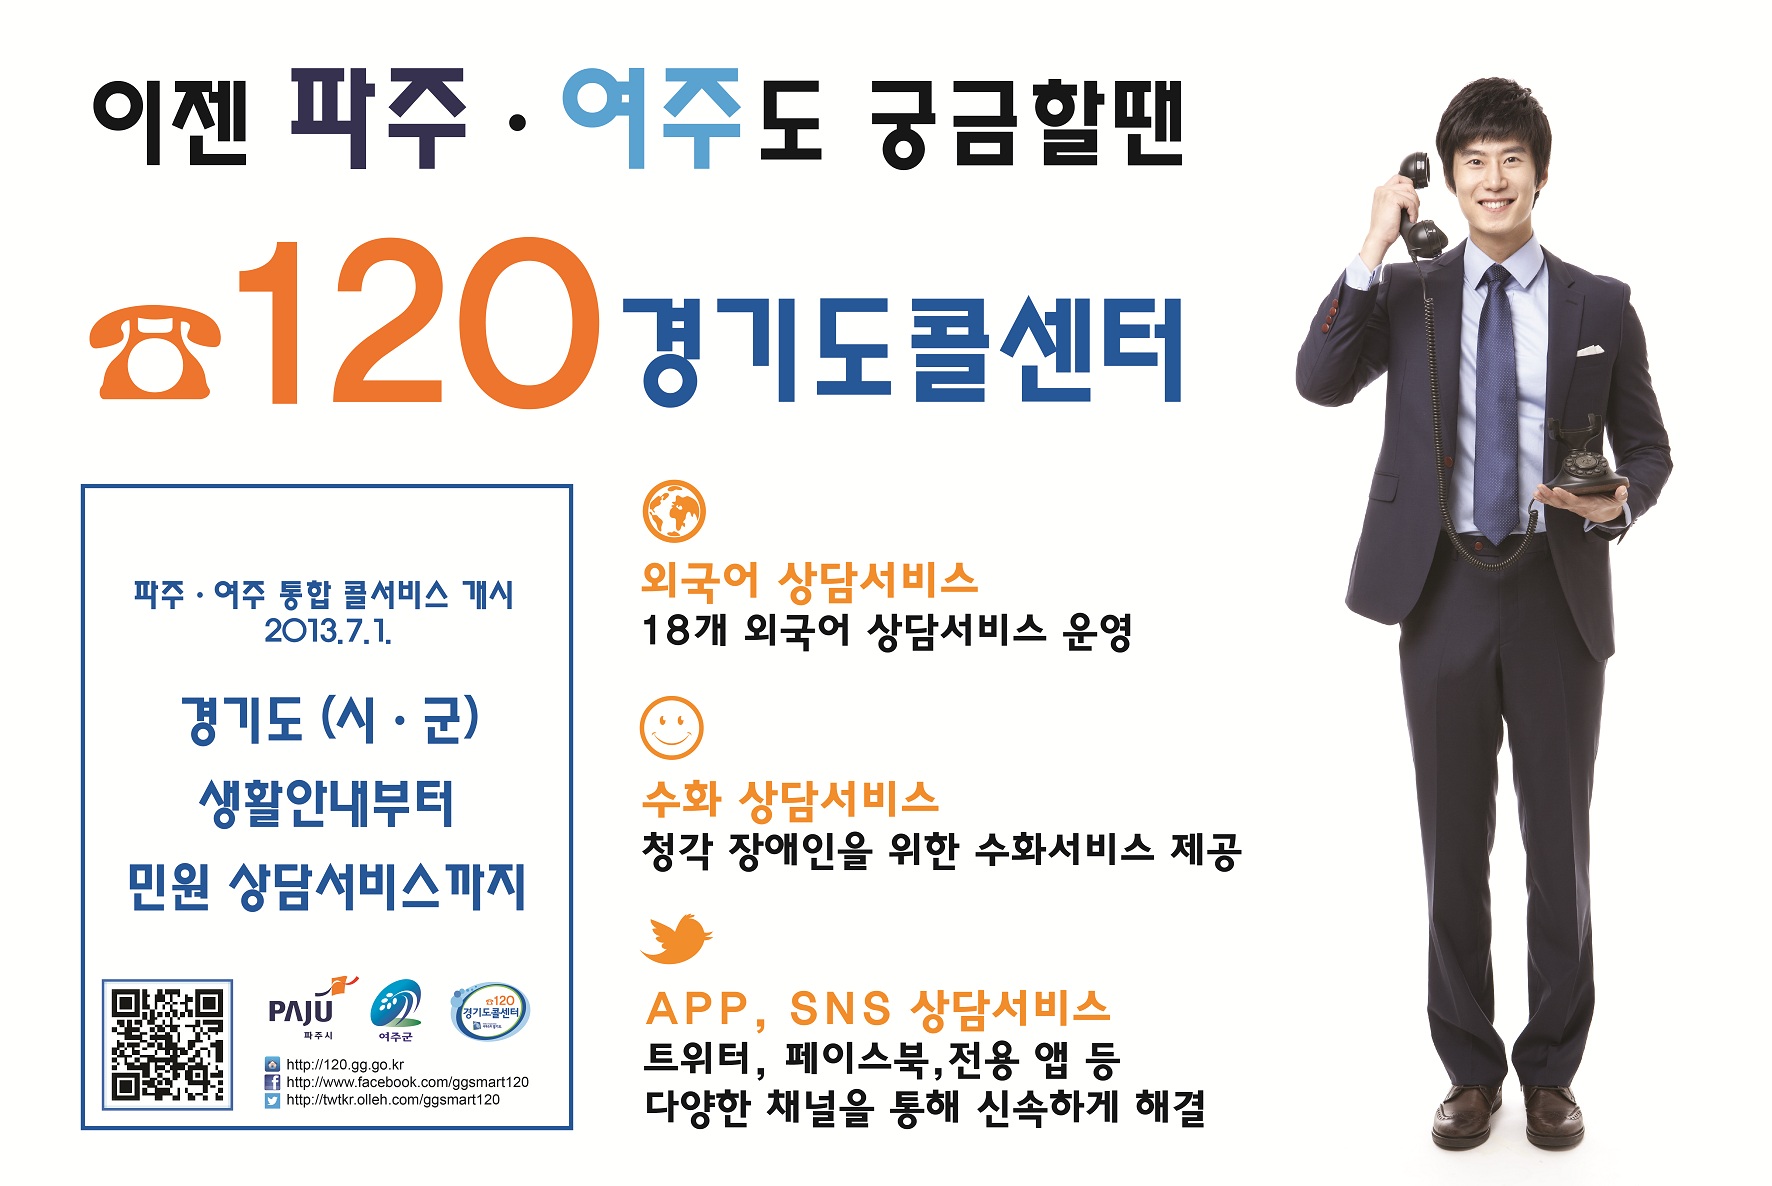 이젠 파주 · 여주도 궁금할땐
☎120 경기도콜센터
파주 · 여주 통합 콜서비스 개시
2013.7.1.
경기도 (시 · 군)
생활안내부터
민원 상담서비스까지
PAJU
파주시
여주군
☎120
경기도콜센터
http://120.gg.go.kr
http://www.facebook.com/ggsmart120
http://twtkr.olleh.com/ggsmart120
외국어 상담서비스
18개 외국어 상담서비스 운영
수화 상담서비스
청각 장애인을 위한 수화서비스 제공
APP, SNS 상담서비스
트위터, 페이스북,전용 앱 등
다양한 채널을 통해 신속하게 해결